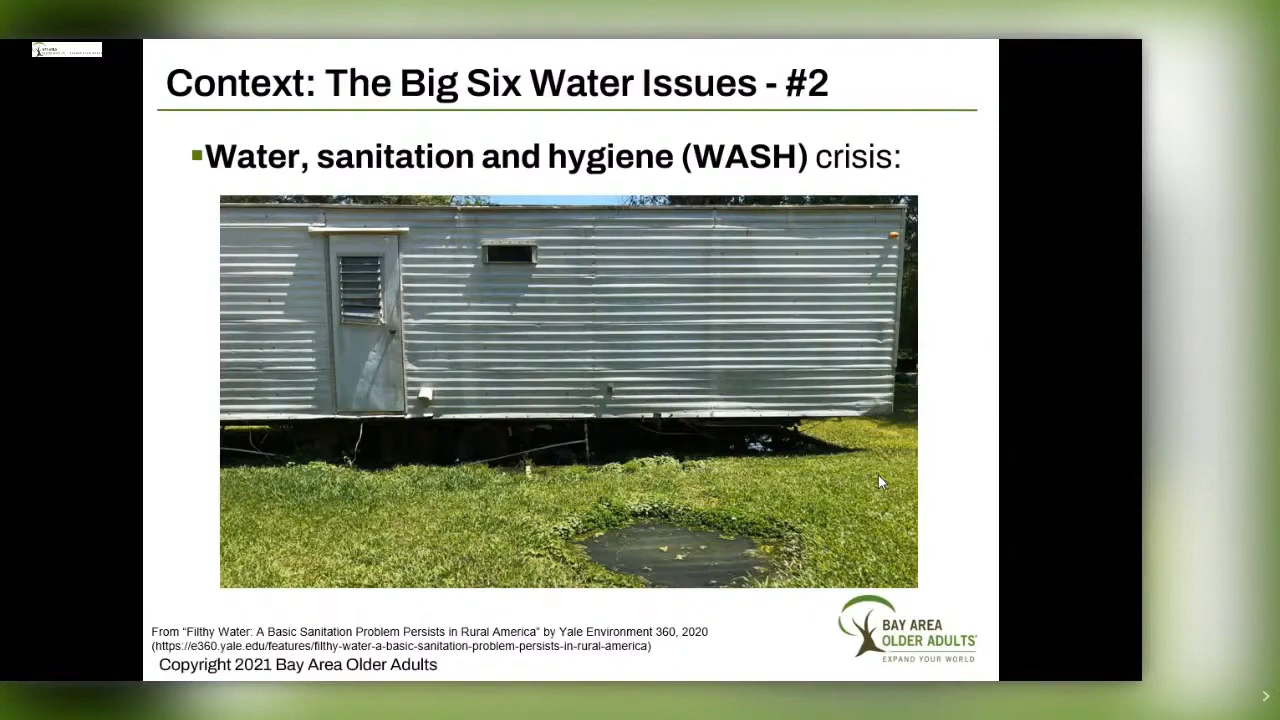 Context: The Big Six Water Issues - #2
Water, sanitation and hygiene (WASH) crisis:
From “Filthy Water: A Basic Sanitation Problem Persists in Rural America” by Yale Environment 360, 2020
(https://e360.yale.edu/features/filthy-water-a-basic-sanitation-problem-persists-in-rural-america)
Copyright 2021 Bay Area Older Adults
BAY AREA
OLDER ADULTS
EXPAND YOUR WORLD